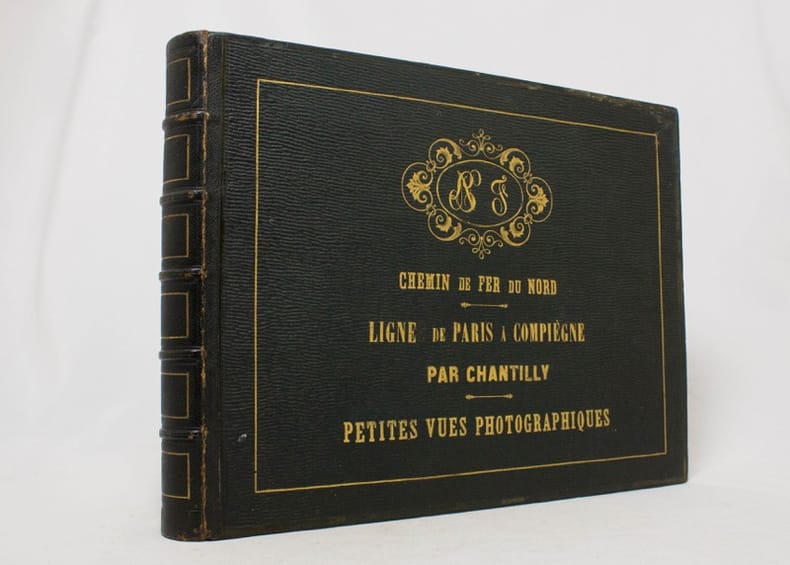 N J
CHEMIN DE FER DU NORD
LIGNE DE PARIS A COMPIÈGNE
PAR CHANTILLY
PETITES VUES PHOTOGRAPHIQUES